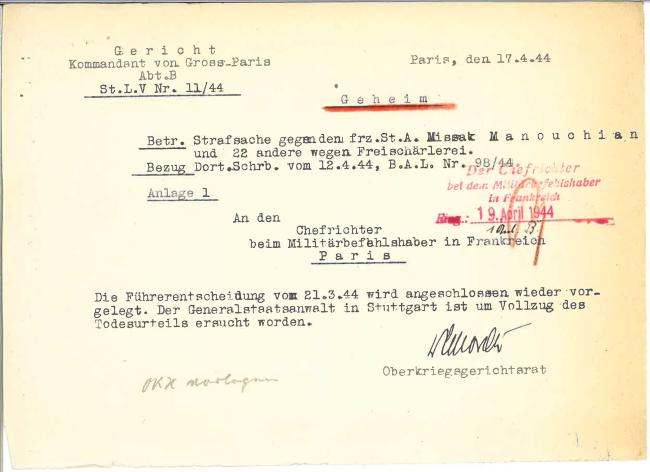 Gericht
Kommandant von Gross-Paris
Abt.B
St.L.V Nr. 11/44
Paris, den 17.4.44
Geheim
Betr. Strafsache gegen den frz.St.A. Missak Manouchian
und 22 andere wegen Freischärlerei.
Bezug Dort.Schrb. vom 12.4.44, B.A.L. Nr. 98/44.
Der Chefrichter
bei dem Militärbefehlshaber
in Frankreich
Eing.: 19. April 1944
Anlage 1
An den
Chefrichter
beim Militärbefehlshaber in Frankreich
Paris
Die Führerentscheidung vom 21.3.44 wird angeschlossen wieder vor-
gelegt. Der Generalstaatsanwalt in Stuttgart ist um Vollzug des
Todesurteils ersucht worden.
Oberkriegsgerichtsrat